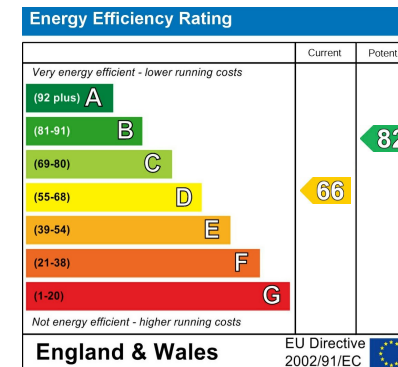 Energy Efficiency Rating
Current Potent
Very energy efficient - lower running costs
(92 plus) A
(81-91) B
82
(69-80) C
(55-68) D
66
(39-54) E
(21-38) F
(1-20) G
Not energy efficient - higher running costs
England & Wales
EU Directive
2002/91/EC